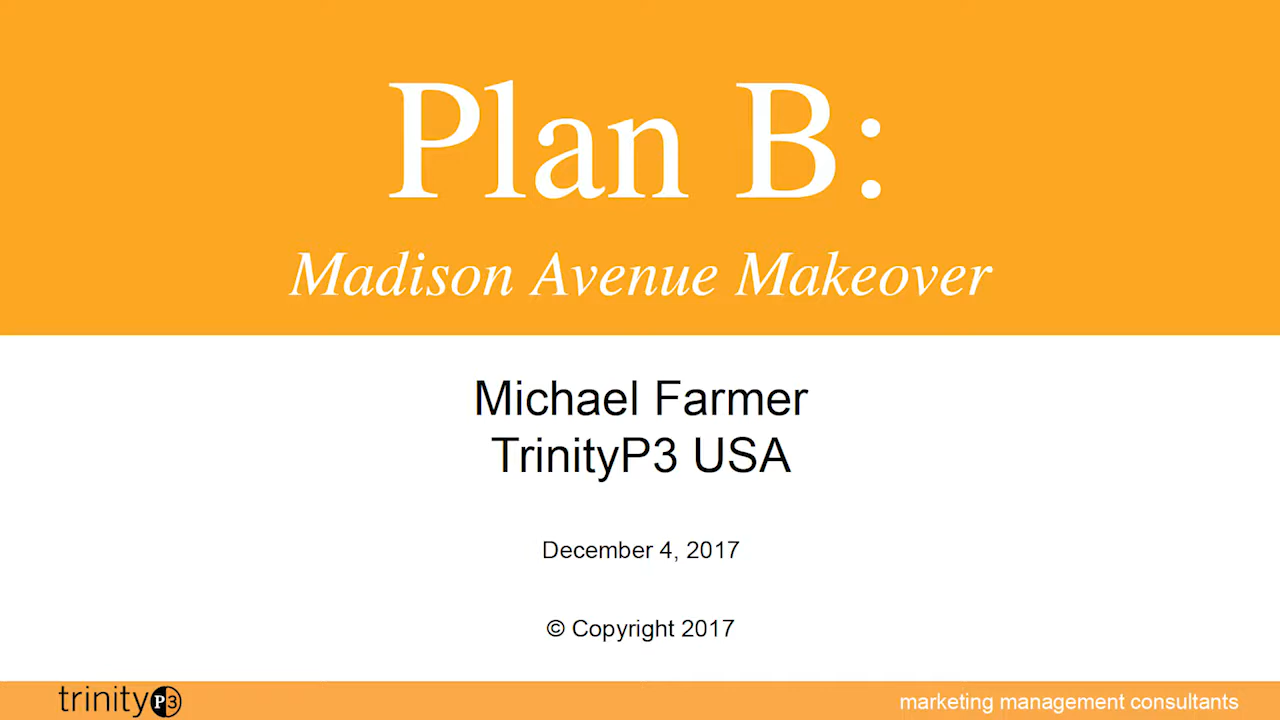 Plan B:
Madison Avenue Makeover
Michael Farmer
TrinityP3 USA
December 4, 2017
© Copyright 2017
trinityP3
marketing management consultants